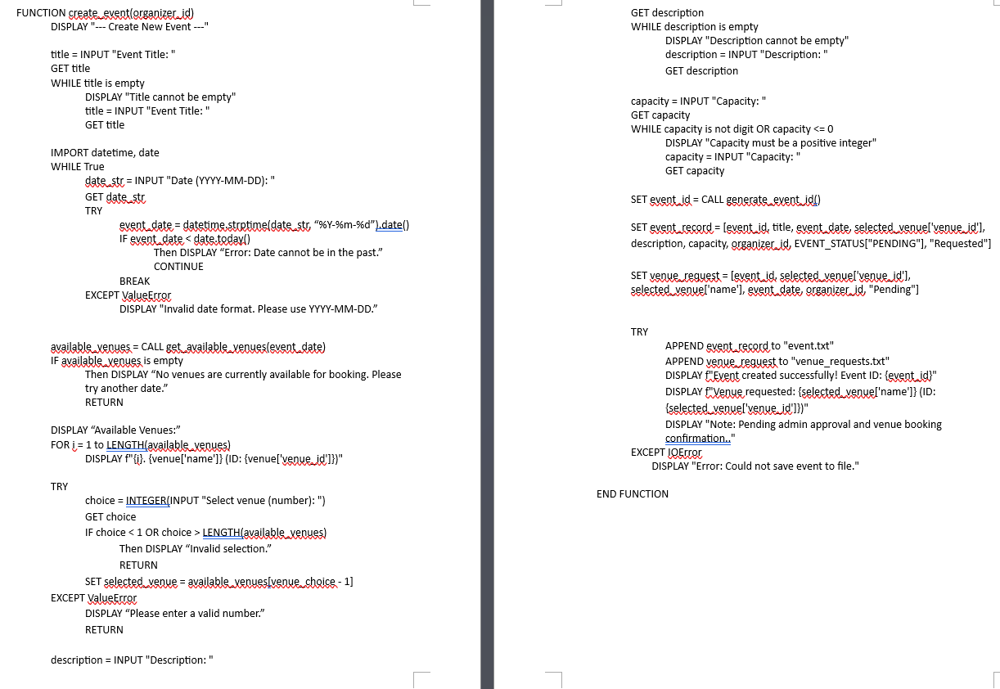 FUNCTION create_event(organizer_id)
DISPLAY "--- Create New Event ---"
title = INPUT "Event Title: "
GET title
WHILE title is empty
DISPLAY "Title cannot be empty"
title = INPUT "Event Title: "
GET title
IMPORT datetime, date
WHILE True
date_str = INPUT "Date (YYYY-MM-DD): "
GET date_str
TRY
event_date = datetime.strptime(date_str, “%Y-%m-%d”).date()
IF event_date < date.today()
Then DISPLAY “Error: Date cannot be in the past.”
CONTINUE
BREAK
EXCEPT ValueError
DISPLAY "Invalid date format. Please use YYYY-MM-DD.”
available_venues = CALL get_available_venues(event_date)
IF available_venues is empty
Then DISPLAY “No venues are currently available for booking. Please
try another date.”
RETURN
DISPLAY “Available Venues:”
FOR i = 1 to LENGTH(available_venues)
DISPLAY f"{i}. {venue['name']} (ID: {venue['venue_id']})"
TRY
choice = INTEGER(INPUT "Select venue (number): ")
GET choice
IF choice < 1 OR choice > LENGTH(available_venues)
Then DISPLAY “Invalid selection.”
RETURN
SET selected_venue = available_venues[venue_choice - 1]
EXCEPT ValueError
DISPLAY “Please enter a valid number.”
RETURN
description = INPUT "Description: "
GET description
WHILE description is empty
DISPLAY "Description cannot be empty"
description = INPUT "Description: "
GET description
capacity = INPUT "Capacity: "
GET capacity
WHILE capacity is not digit OR capacity <= 0
DISPLAY "Capacity must be a positive integer"
capacity = INPUT "Capacity: "
GET capacity
SET event_id = CALL generate_event_id()
SET event_record = [event_id, title, event_date, selected_venue['venue_id'],
description, capacity, organizer_id, EVENT_STATUS["PENDING"], "Requested"]
SET venue_request = [event_id, selected_venue['venue_id'],
selected_venue['name'], event_date, organizer_id, "Pending"]
TRY
APPEND event_record to "event.txt"
APPEND venue_request to "venue_requests.txt"
DISPLAY f"Event created successfully! Event ID: {event_id}"
DISPLAY f"Venue requested: {selected_venue['name']} (ID:
{selected_venue['venue_id']})"
DISPLAY "Note: Pending admin approval and venue booking
confirmation.."
EXCEPT IOError
DISPLAY "Error: Could not save event to file."
END FUNCTION